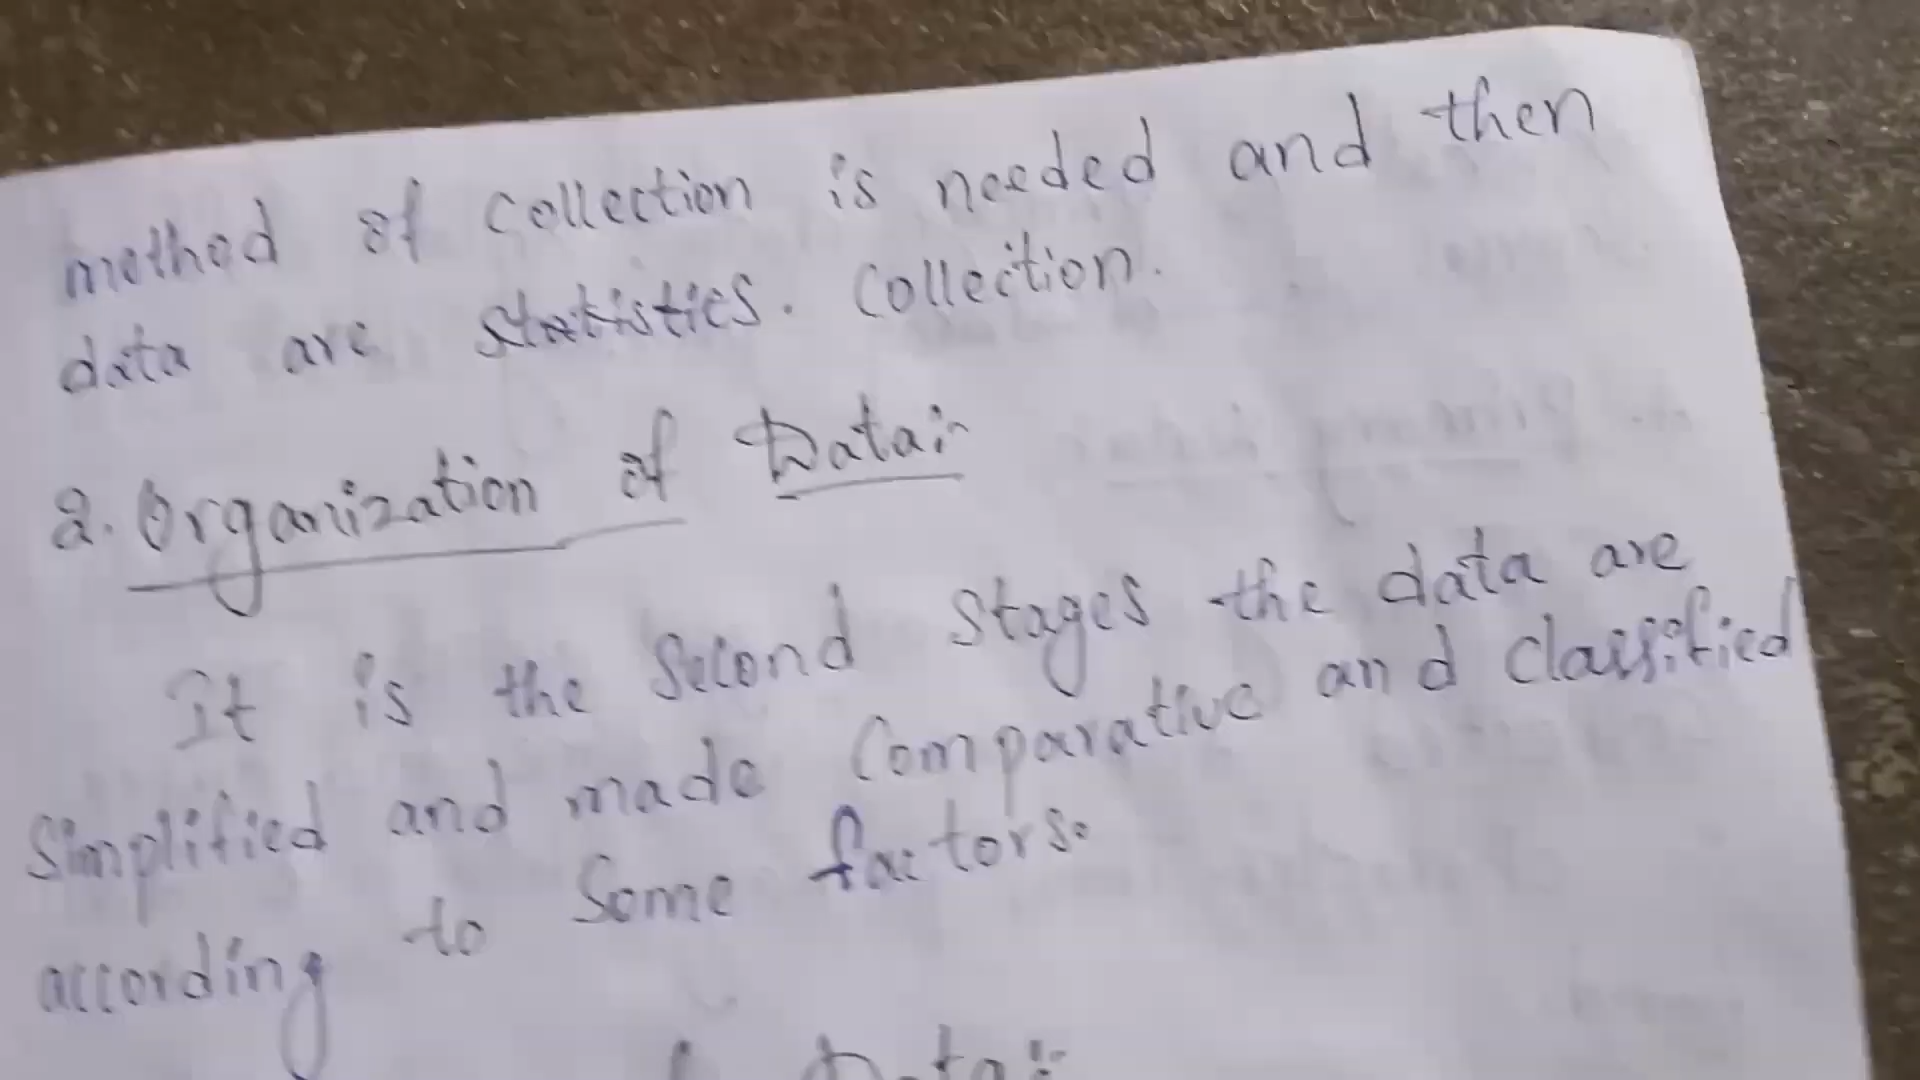 method of collection is needed and then
data are statistics. Collection.
2. Organization of Data:-
It is the Second Stages the data are
Simplified and made Comparative and classified
according to Some factors.
Data:-